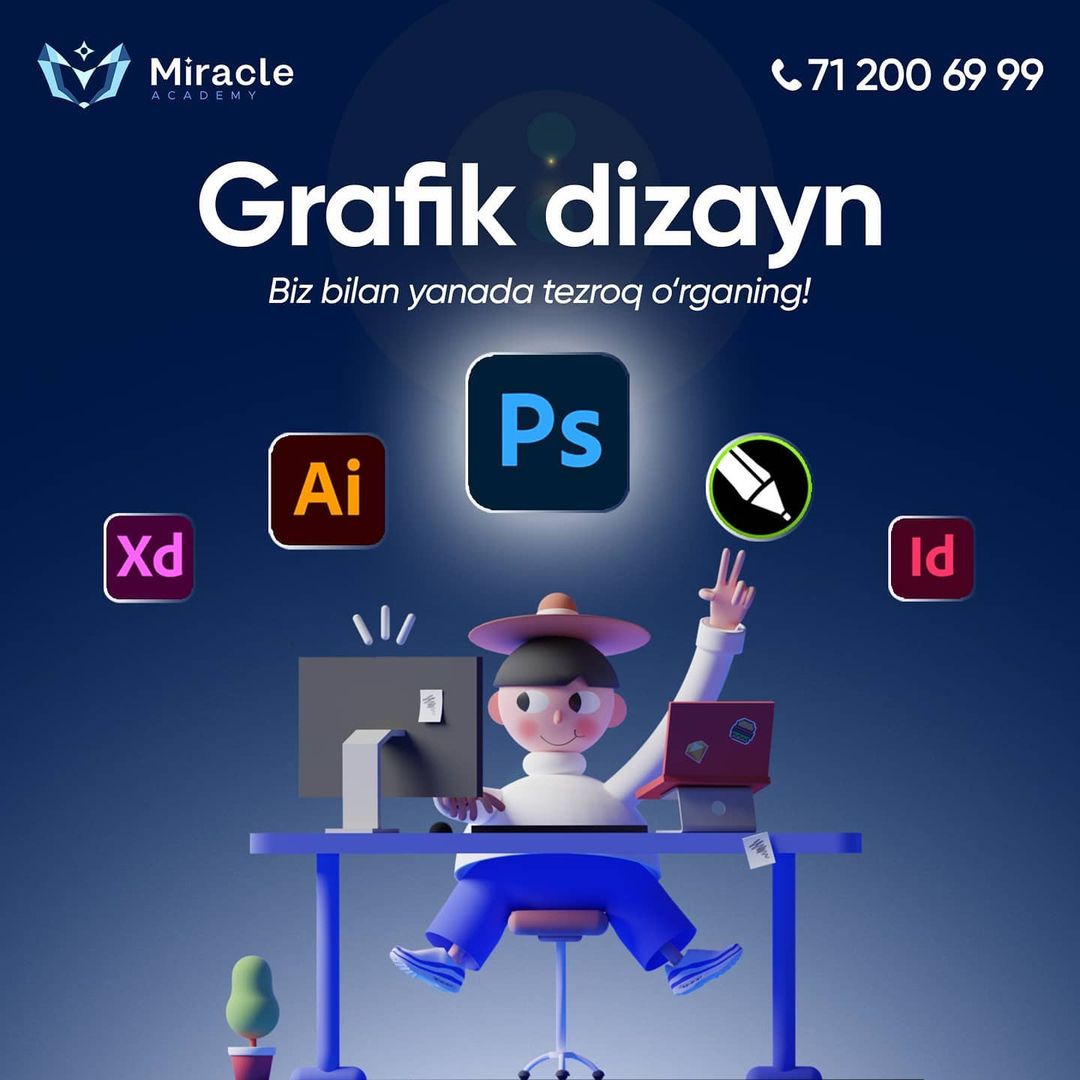 Miracle
ACADEMY
71 200 69 99
Grafik dizayn
Biz bilan yanada tezroq o‘rganing!
Ps
Ai
Xd
Id